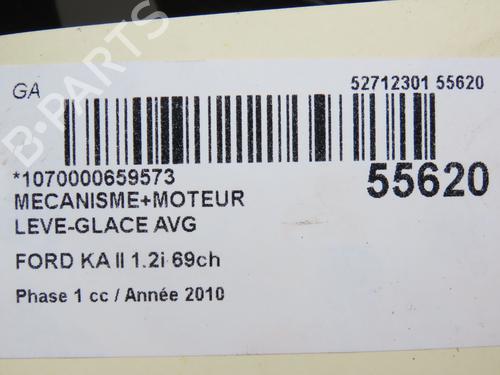 GA
52712301 55620
*1070000659573
55620
MECANISME+MOTEUR
LEVE-GLACE AVG
FORD KA II 1.2i 69ch
Phase 1 cc / Année 2010
B-PARTS